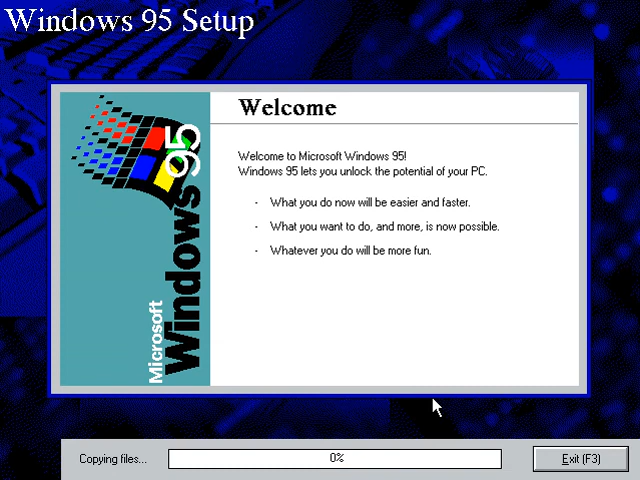 Windows 95 Setup
Welcome
Welcome to Microsoft Windows 95!
Windows 95 lets you unlock the potential of your PC.
- What you do now will be easier and faster.
- What you want to do, and more, is now possible.
- Whatever you do will be more fun.
Microsoft
Windows 95
Copying files... 0% Exit (F3)